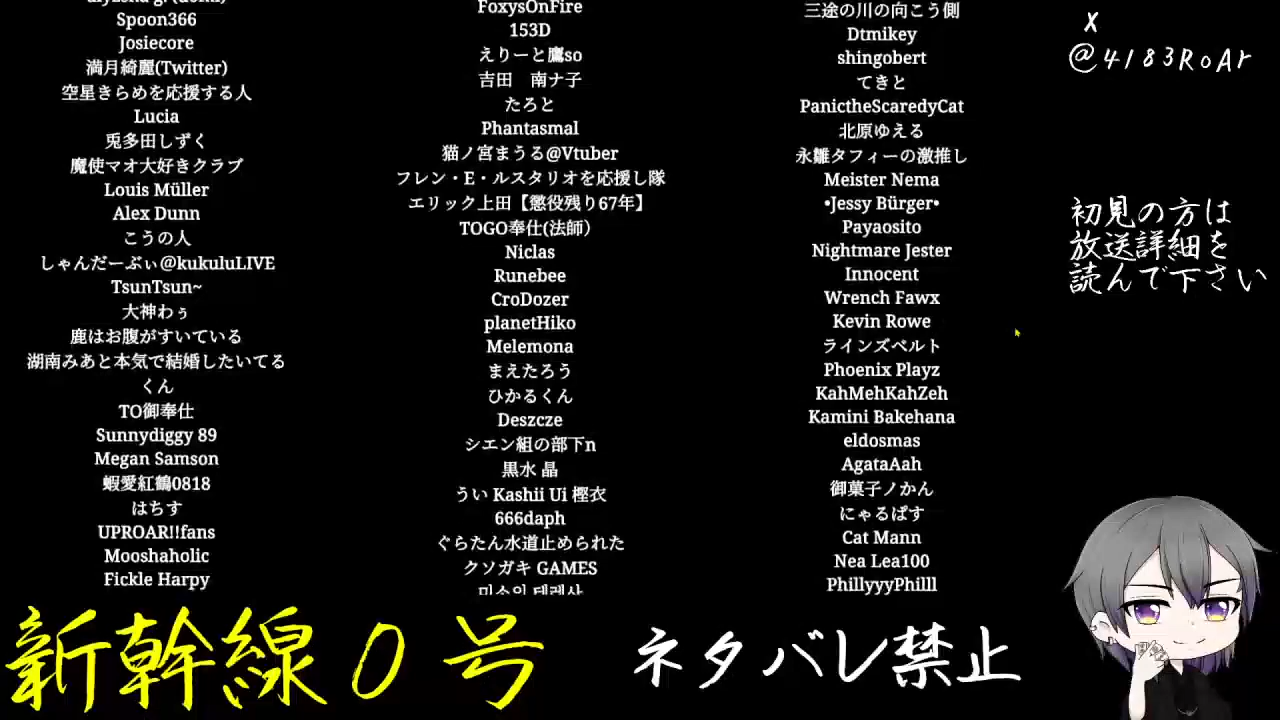 Spoon366
Josiecore
満月綺麗(Twitter)
空星きらめを応援する人
Lucia
兎多田しずく
魔使マオ大好きクラブ
Louis Müller
Alex Dunn
こうの人
しゃんだーぶぃ@kukuluLIVE
TsunTsun~
大神わぅ
鹿はお腹がすいている
湖南みあと本気で結婚したいてる
くん
TO御奉仕
Sunnydiggy 89
Megan Samson
蝦愛紅鶴0818
はちす
UPROAR!!fans
Mooshaholic
Fickle Harpy
FoxysOnFire
153D
えりーと鷹so
吉田　南ナ子
たろと
Phantasmal
猫ノ宮まうる@Vtuber
フレン・E・ルスタリオを応援し隊
エリック上田【懲役残り67年】
TOGO奉仕(法師）
Niclas
Runebee
CroDozer
planetHiko
Melemona
まえたろう
ひかるくん
Deszcze
シエン組の部下n
黒水 晶
うい Kashii Ui 樫衣
666daph
ぐらたん水道止められた
クソガキ GAMES
三途の川の向こう側
Dtmikey
shingobert
てきと
PanictheScaredyCat
北原ゆえる
永雛タフィーの激推し
Meister Nema
•Jessy Bürger•
Payaosito
Nightmare Jester
Innocent
Wrench Fawx
Kevin Rowe
ラインズベルト
Phoenix Playz
KahMehKahZeh
Kamini Bakehana
eldosmas
AgataAah
御菓子ノかん
にゃるぱす
Cat Mann
Nea Lea100
PhillyyyPhilll
X
@4183RoAr
初見の方は
放送詳細を
読んで下さい
新幹線０号
ネタバレ禁止